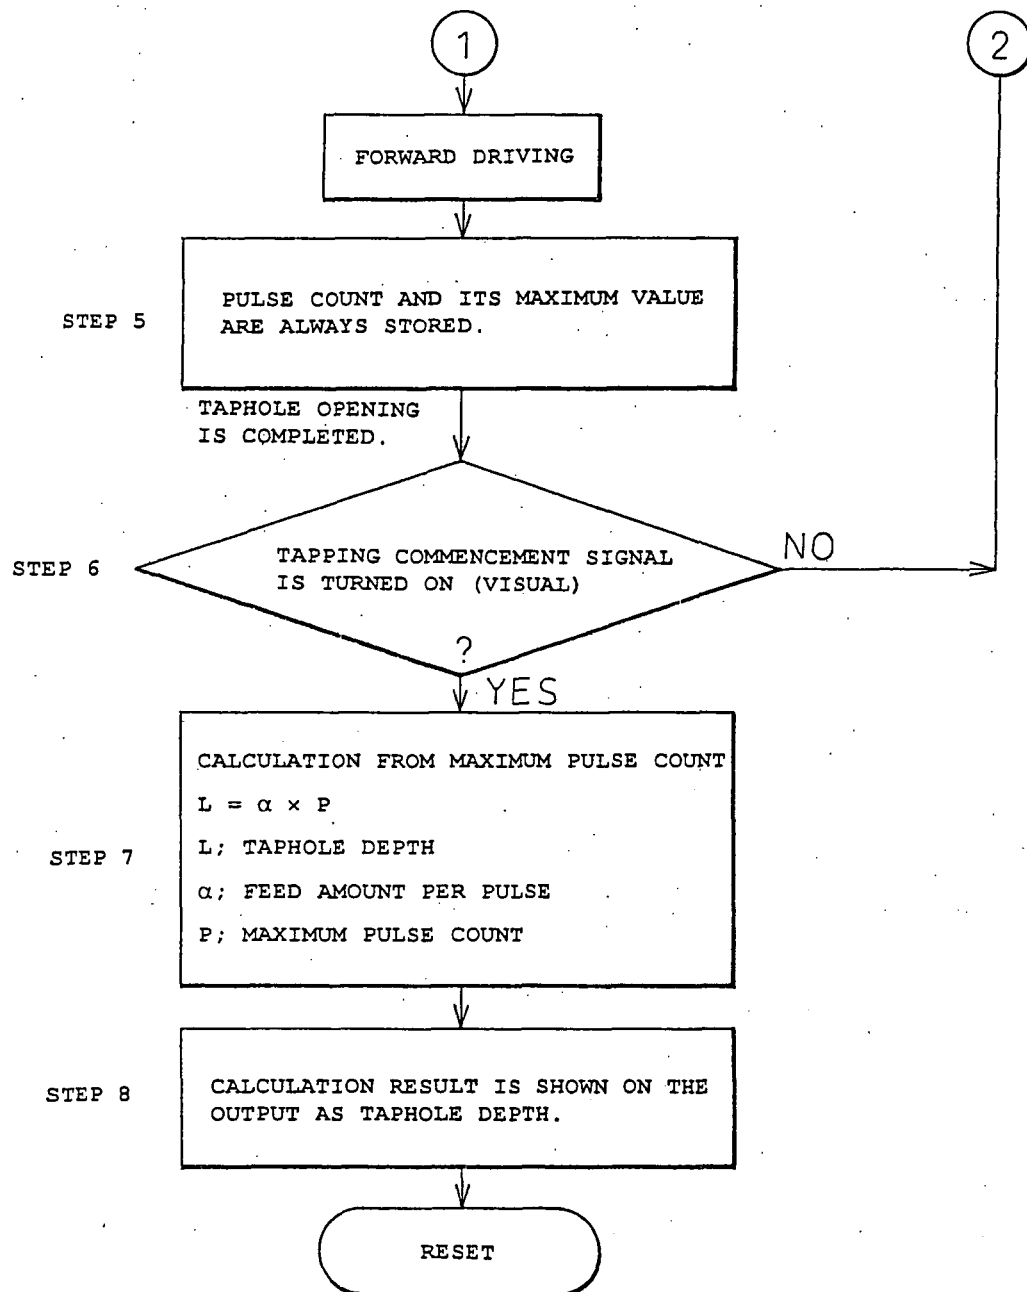 1
2
FORWARD DRIVING
STEP 5
PULSE COUNT AND ITS MAXIMUM VALUE
ARE ALWAYS STORED.
TAPHOLE OPENING
IS COMPLETED.
STEP 6
TAPPING COMMENCEMENT SIGNAL
IS TURNED ON (VISUAL)
?
NO
YES
STEP 7
CALCULATION FROM MAXIMUM PULSE COUNT
L = α × P
L; TAPHOLE DEPTH
α; FEED AMOUNT PER PULSE
P; MAXIMUM PULSE COUNT
STEP 8
CALCULATION RESULT IS SHOWN ON THE
OUTPUT AS TAPHOLE DEPTH.
RESET